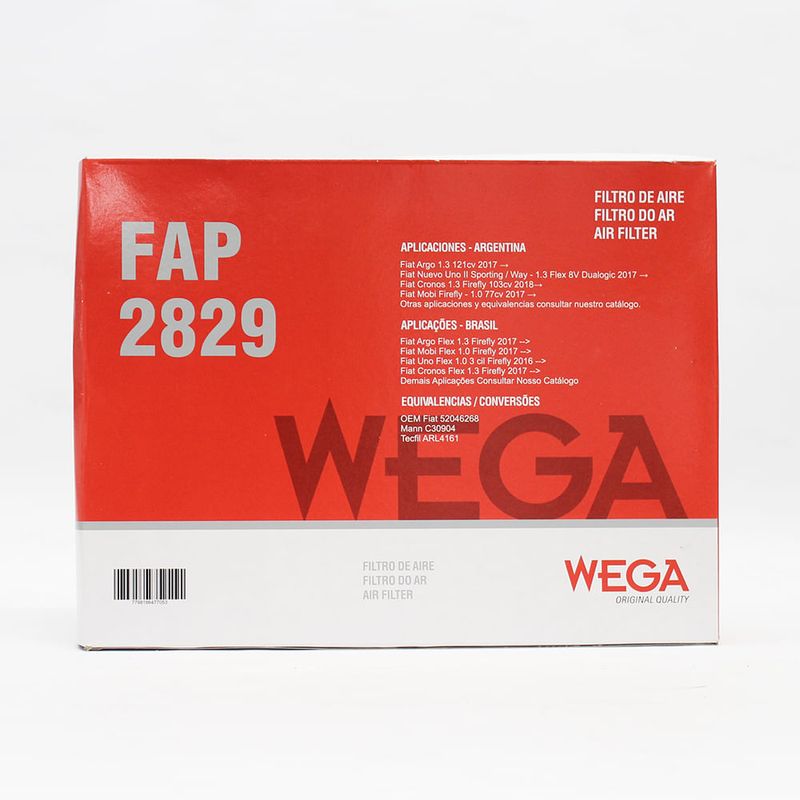 FAP
2829
FILTRO DE AIRE
FILTRO DO AR
AIR FILTER
APLICACIONES - ARGENTINA
Fiat Argo 1.3 121cv 2017 →
Fiat Nuevo Uno II Sporting / Way - 1.3 Flex 8V Dualogic 2017 →
Fiat Cronos 1.3 Firefly 103cv 2018→
Fiat Mobi Firefly - 1.0 77cv 2017 →
Otras aplicaciones y equivalencias consultar nuestro catálogo.
APLICAÇÕES - BRASIL
Fiat Argo Flex 1.3 Firefly 2017 -->
Fiat Mobi Flex 1.0 Firefly 2017 -->
Fiat Uno Flex 1.0 3 cil Firefly 2016 -->
Fiat Cronos Flex 1.3 Firefly 2017 -->
Demais Aplicações Consultar Nosso Catálogo
EQUIVALENCIAS / CONVERSÕES
OEM Fiat 52046268
Mann C30904
Tecfil ARL4161
WEGA
FILTRO DE AIRE
FILTRO DO AR
AIR FILTER
WEGA
ORIGINAL QUALITY